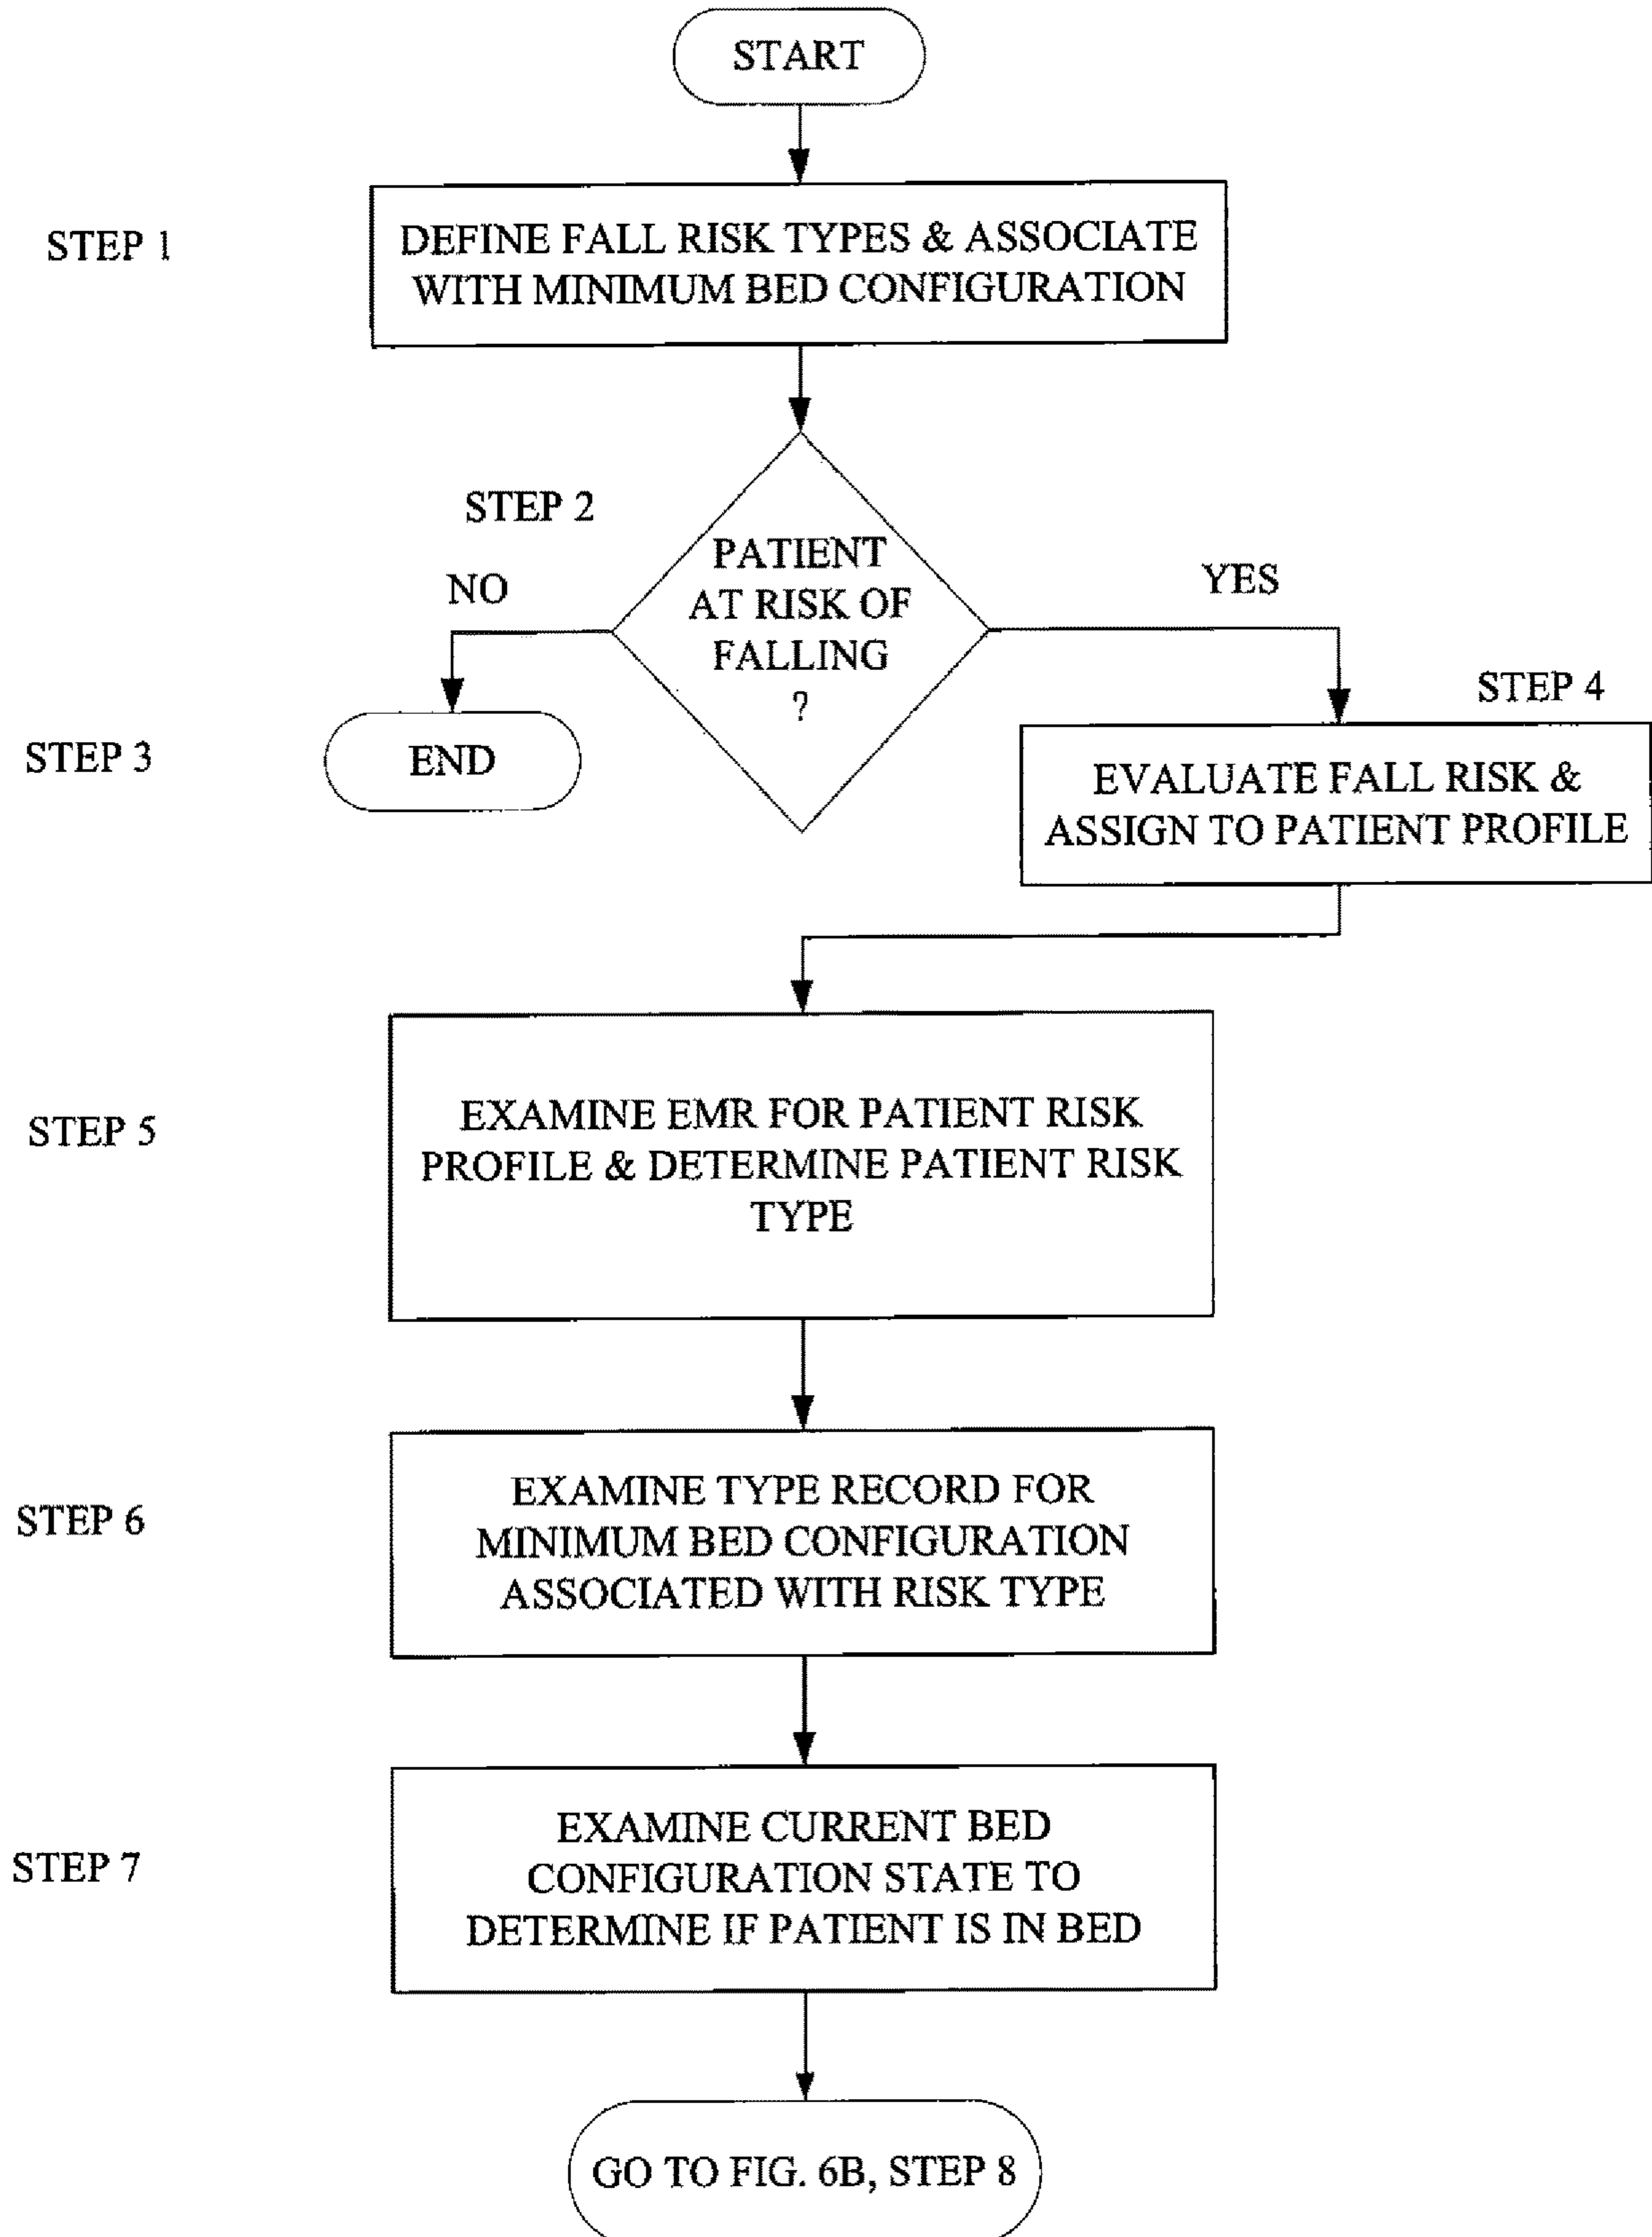 START
STEP 1
DEFINE FALL RISK TYPES & ASSOCIATE
WITH MINIMUM BED CONFIGURATION
STEP 2
PATIENT
AT RISK OF
FALLING
?
NO
YES
STEP 3
END
STEP 4
EVALUATE FALL RISK &
ASSIGN TO PATIENT PROFILE
STEP 5
EXAMINE EMR FOR PATIENT RISK
PROFILE & DETERMINE PATIENT RISK
TYPE
STEP 6
EXAMINE TYPE RECORD FOR
MINIMUM BED CONFIGURATION
ASSOCIATED WITH RISK TYPE
STEP 7
EXAMINE CURRENT BED
CONFIGURATION STATE TO
DETERMINE IF PATIENT IS IN BED
GO TO FIG. 6B, STEP 8